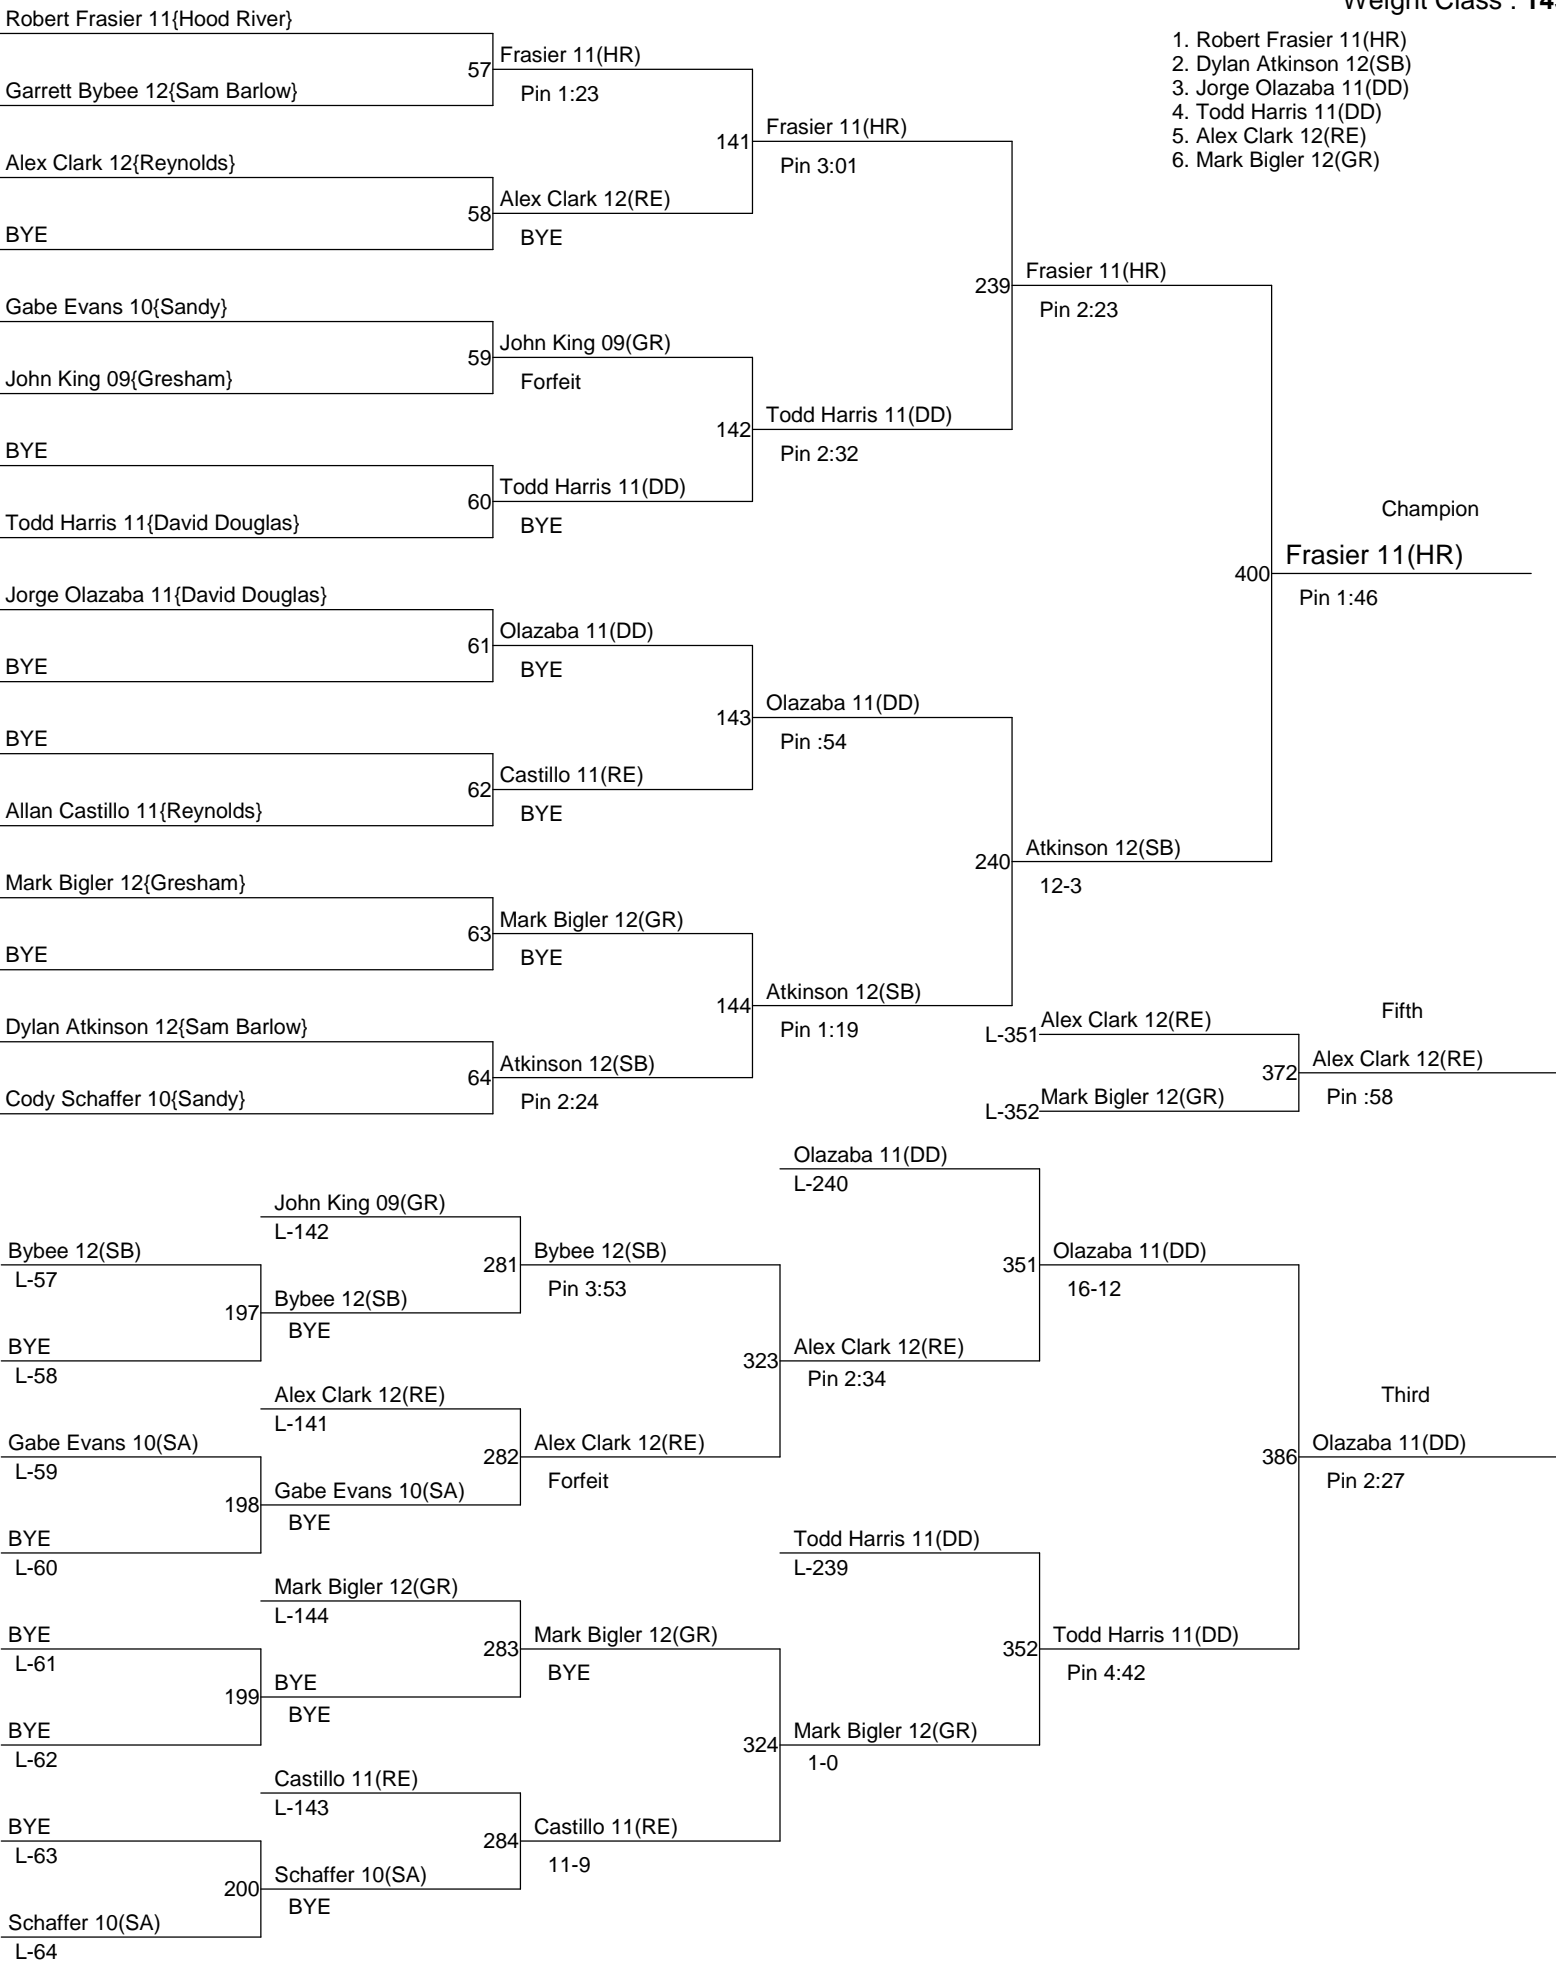 Weight Class :
1. Robert Frasier 11(HR)
2. Dylan Atkinson 12(SB)
3. Jorge Olazaba 11(DD)
4. Todd Harris 11(DD)
5. Alex Clark 12(RE)
6. Mark Bigler 12(GR)
Robert Frasier 11{Hood River}
57
Frasier 11(HR)
Pin 1:23
Garrett Bybee 12{Sam Barlow}
141
Frasier 11(HR)
Pin 3:01
Alex Clark 12{Reynolds}
58
Alex Clark 12(RE)
BYE
BYE
239
Frasier 11(HR)
Pin 2:23
Gabe Evans 10{Sandy}
59
John King 09(GR)
Forfeit
John King 09{Gresham}
142
Todd Harris 11(DD)
Pin 2:32
BYE
60
Todd Harris 11(DD)
BYE
Todd Harris 11{David Douglas}
Champion
400
Frasier 11(HR)
Pin 1:46
Jorge Olazaba 11{David Douglas}
61
Olazaba 11(DD)
BYE
BYE
143
Olazaba 11(DD)
Pin :54
BYE
62
Castillo 11(RE)
BYE
Allan Castillo 11{Reynolds}
240
Atkinson 12(SB)
12-3
Mark Bigler 12{Gresham}
63
Mark Bigler 12(GR)
BYE
BYE
144
Atkinson 12(SB)
Pin 1:19
Dylan Atkinson 12{Sam Barlow}
64
Atkinson 12(SB)
Pin 2:24
Cody Schaffer 10{Sandy}
Fifth
L-351
Alex Clark 12(RE)
372
Alex Clark 12(RE)
Pin :58
L-352
Mark Bigler 12(GR)
Olazaba 11(DD)
L-240
John King 09(GR)
L-142
Bybee 12(SB)
L-57
281
Bybee 12(SB)
Pin 3:53
351
Olazaba 11(DD)
16-12
197
Bybee 12(SB)
BYE
BYE
L-58
323
Alex Clark 12(RE)
Pin 2:34
Alex Clark 12(RE)
L-141
Third
Gabe Evans 10(SA)
L-59
282
Alex Clark 12(RE)
Forfeit
386
Olazaba 11(DD)
Pin 2:27
198
Gabe Evans 10(SA)
BYE
BYE
L-60
Todd Harris 11(DD)
L-239
Mark Bigler 12(GR)
L-144
BYE
L-61
283
Mark Bigler 12(GR)
BYE
352
Todd Harris 11(DD)
Pin 4:42
199
BYE
BYE
BYE
L-62
324
Mark Bigler 12(GR)
1-0
Castillo 11(RE)
L-143
BYE
L-63
284
Castillo 11(RE)
11-9
200
Schaffer 10(SA)
BYE
Schaffer 10(SA)
L-64